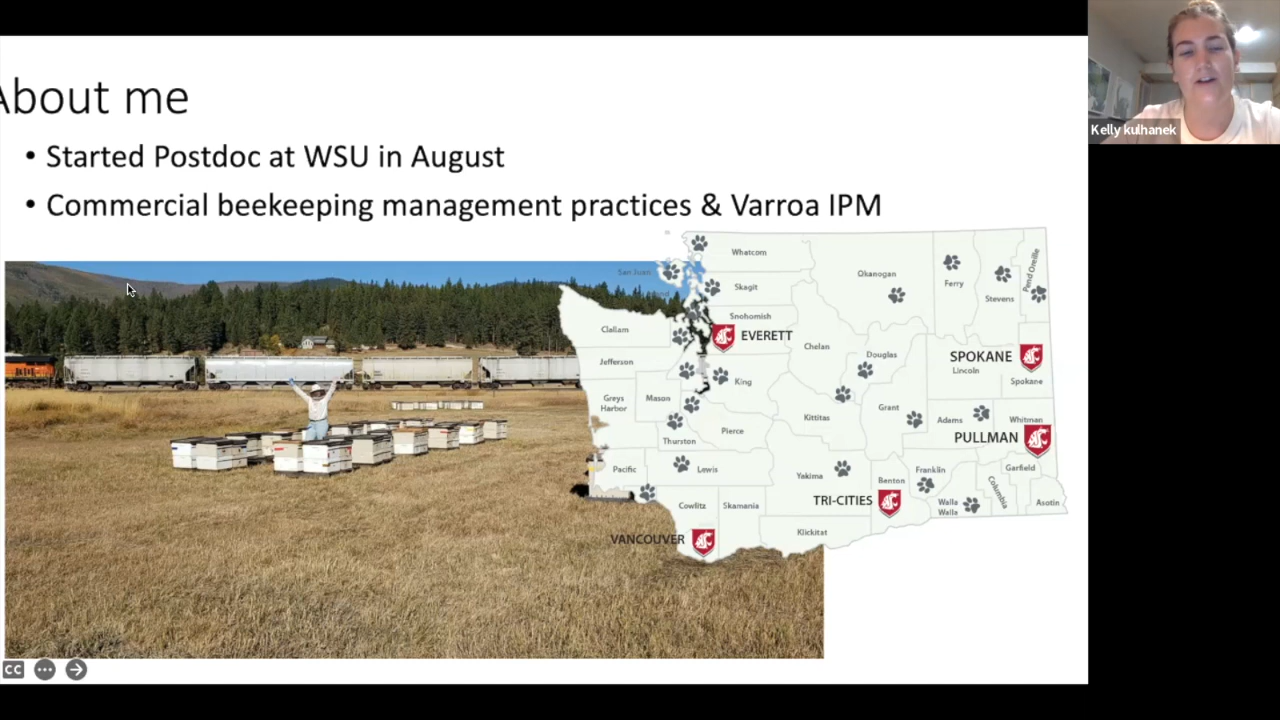 About me
• Started Postdoc at WSU in August
• Commercial beekeeping management practices & Varroa IPM
Kelly kulhanek
Whatcom
San Juan
Skagit
Snohomish
EVERETT
Clallam
Jefferson
King
Greys
Harbor
Mason
Pierce
Thurston
Pacific
Lewis
Cowlitz
Skamania
VANCOUVER
Okanogan
Chelan
Douglas
Kittitas
Grant
Yakima
Klickitat
Ferry
Stevens
Pend Oreille
SPOKANE
Lincoln
Spokane
Adams
Whitman
PULLMAN
Franklin
Benton
TRI-CITIES
Walla
Walla
Columbia
Garfield
Asotin
CC